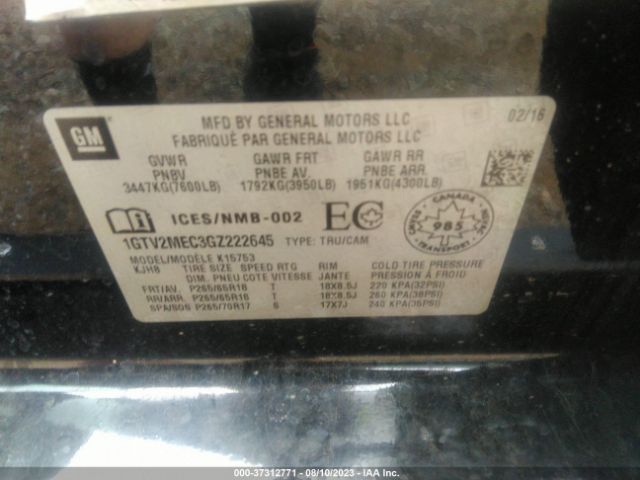 GM
MFD BY GENERAL MOTORS LLC
FABRIQUÉ PAR GENERAL MOTORS LLC
02/16
GVWR GAWR FRT GAWR RR
PNBV PNBE AV. PNBE ARR.
3447KG(7600LB) 1792KG(3950LB) 1951KG(4300LB)
ICES/NMB-002 EC
CANADA
985
TRANSPORT
1GTV2MEC3GZ222645 TYPE: TRU/CAM
MODEL/MODÈLE K15753
KJH8 TIRE SIZE SPEED RTG RIM COLD TIRE PRESSURE
DIM. PNEU COTE VITESSE JANTE PRESSION À FROID
FRT/AV. P265/65R18 T 18X8.5J 220 KPA(32PSI)
RR/ARR. P265/65R18 T 18X8.5J 260 KPA(38PSI)
SPA/SOS P265/70R17 S 17X7J 240 KPA(35PSI)
000-37312771 - 08/10/2023 - IAA Inc.